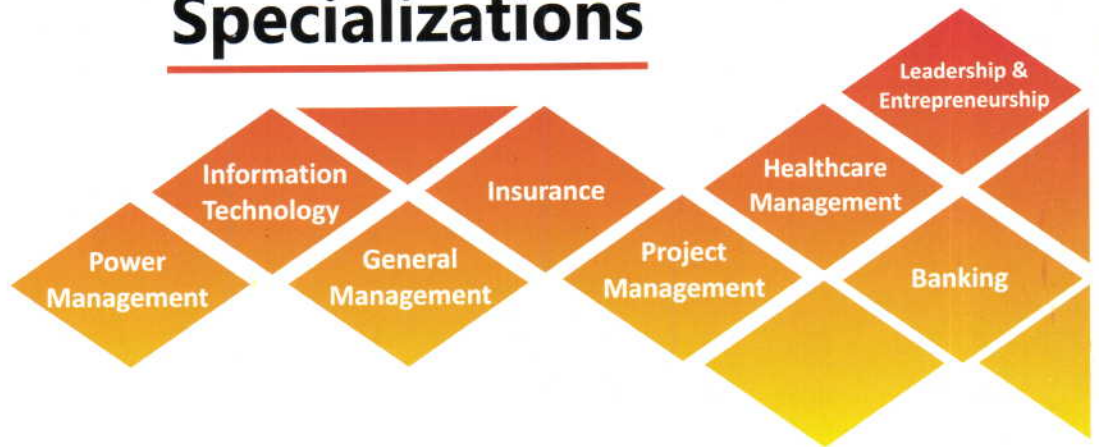 Specializations
Leadership &
Entrepreneurship
Information
Technology
Insurance
Healthcare
Management
Power
Management
General
Management
Project
Management
Banking